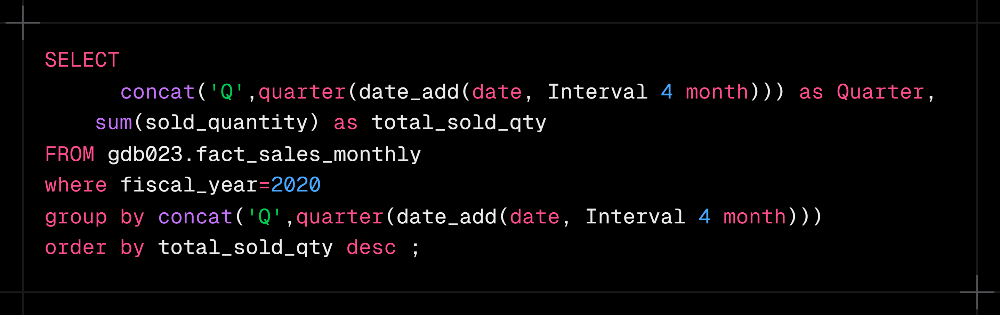 SELECT
concat('Q',quarter(date_add(date, Interval 4 month))) as Quarter,
sum(sold_quantity) as total_sold_qty
FROM gdb023.fact_sales_monthly
where fiscal_year=2020
group by concat('Q',quarter(date_add(date, Interval 4 month)))
order by total_sold_qty desc ;